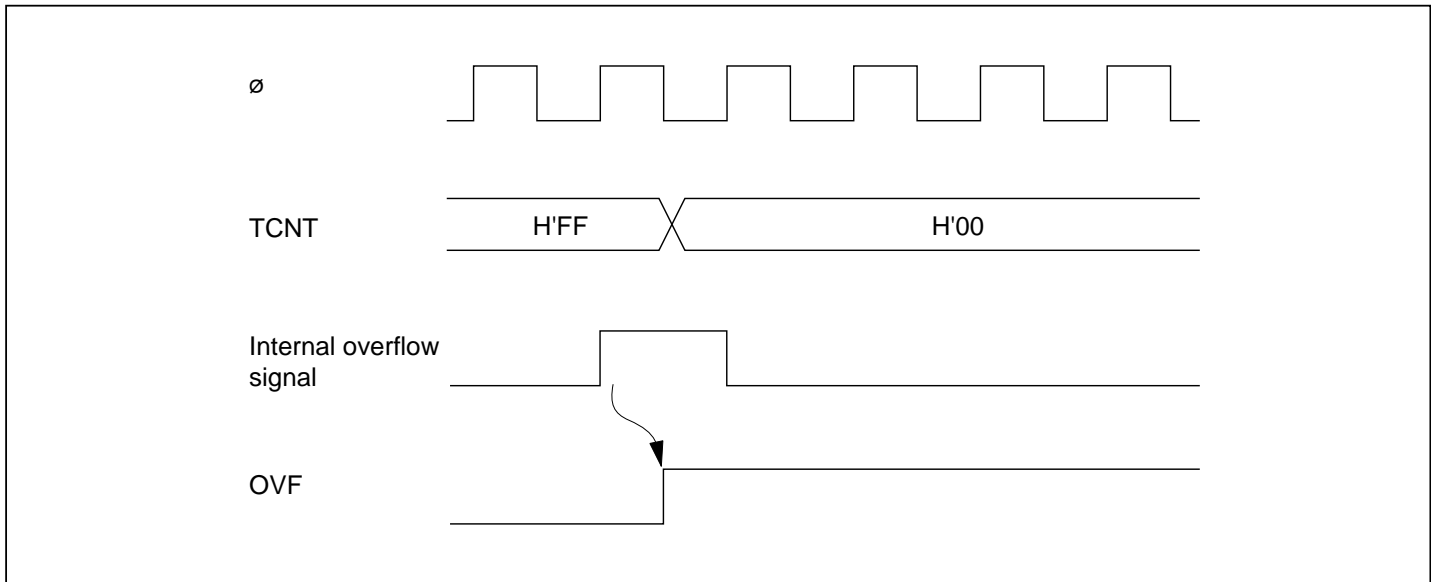 ø
TCNT
H'FF
H'00
Internal overflow
signal
OVF